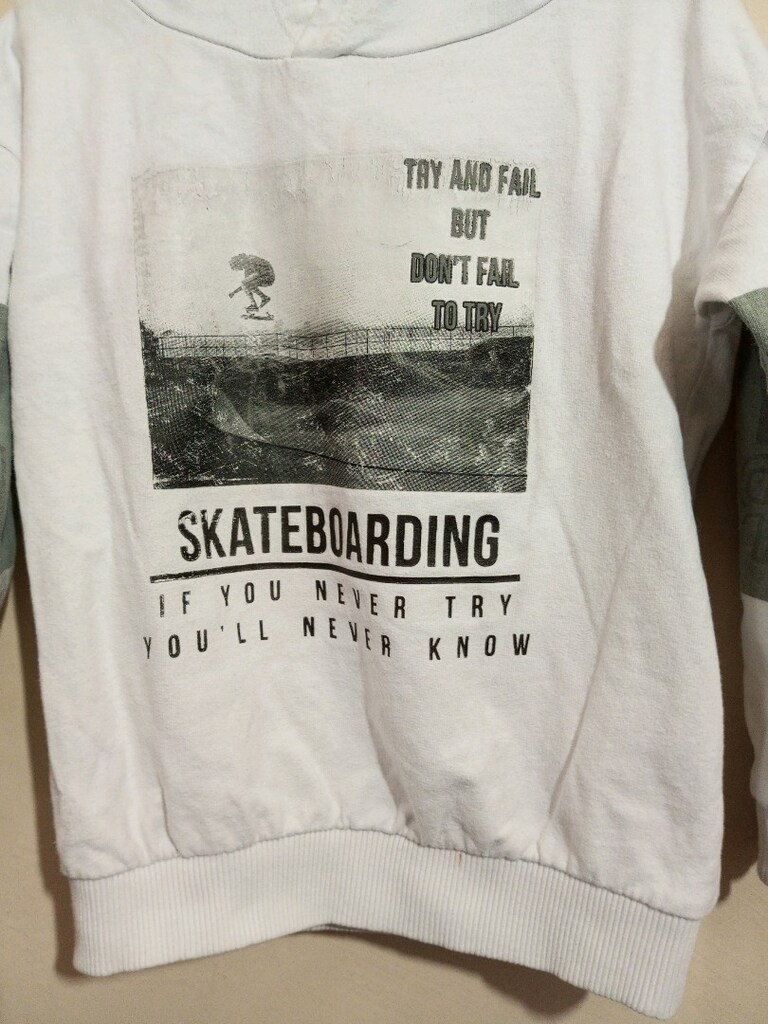 TRY AND FAIL
BUT
DON'T FAIL
TO TRY
SKATEBOARDING
IF YOU NEVER TRY
YOU'LL NEVER KNOW